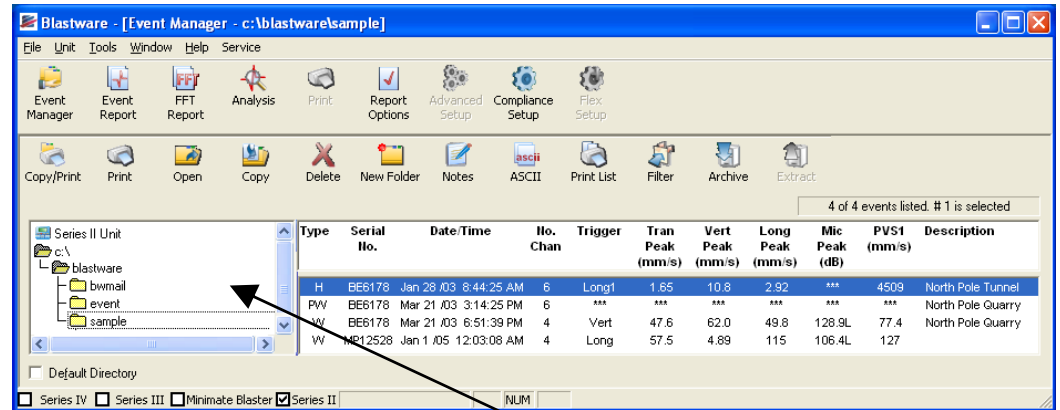 Blastware - [Event Manager - c:\blastware\sample]
File Unit Tools Window Help Service
Event Manager
Event Report
FFT Report
Analysis
Print
Report Options
Advanced Setup
Compliance Setup
Flex Setup
Copy/Print Print Open Copy Delete New Folder Notes ASCII Print List Filter Archive Extract
4 of 4 events listed. # 1 is selected
Series II Unit
c:\
blastware
bwmail
event
sample
Type Serial No. Date/Time No. Chan Trigger Tran Peak (mm/s) Vert Peak (mm/s) Long Peak (mm/s) Mic Peak (dB) PVS1 (mm/s) Description
H BE6178 Jan 28 /03 8:44:25 AM 6 Long1 1.65 10.8 2.92 *** 4509 North Pole Tunnel
PW BE6178 Mar 21 /03 3:14:25 PM 6 *** *** *** *** *** *** North Pole Quarry
W BE6178 Mar 21 /03 6:51:39 PM 4 Vert 47.6 62.0 49.8 128.9L 77.4 North Pole Quarry
W MP12528 Jan 1 /05 12:03:08 AM 4 Long 57.5 4.89 115 106.4L 127
Default Directory
Series IV Series III Minimate Blaster Series II NUM